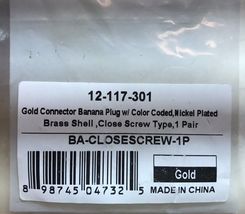 12-117-301
Gold Connector Banana Plug w/ Color Coded,Nickel Plated
Brass Shell ,Close Screw Type,1 Pair
BA-CLOSESCREW-1P
Gold
8 98745 04732 5
MADE IN CHINA